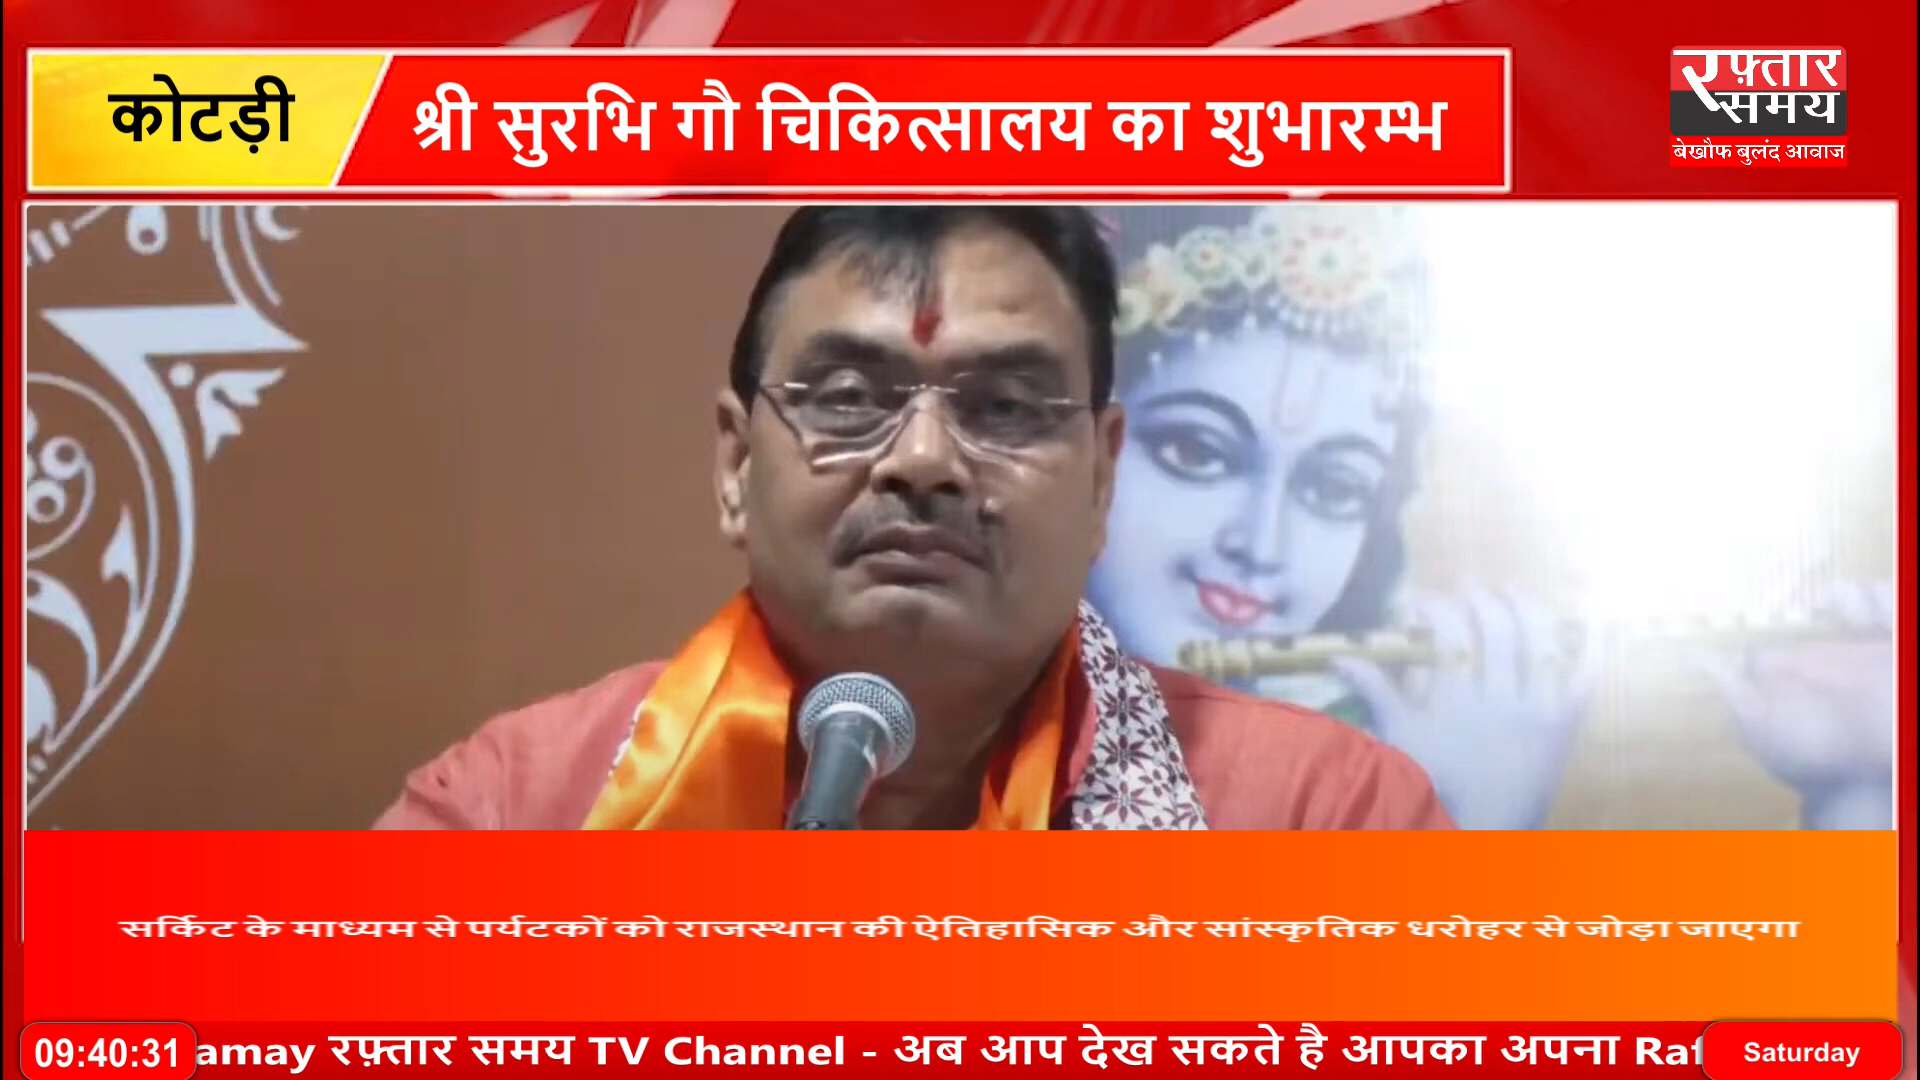 कोटड़ी
श्री सुरभि गौ चिकित्सालय का शुभारम्भ
रफ़्तार
समय
बेखौफ बुलंद आवाज
सर्किट के माध्यम से पर्यटकों को राजस्थान की ऐतिहासिक और सांस्कृतिक धरोहर से जोड़ा जाएगा
09:40:31
amay रफ़्तार समय TV Channel - अब आप देख सकते है आपका अपना Raf
Saturday